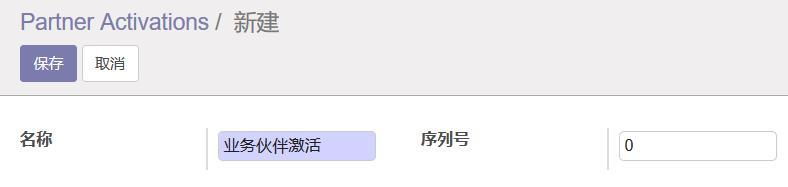 Partner Activations / 新建
保存 取消
名称 业务伙伴激活 序列号 0